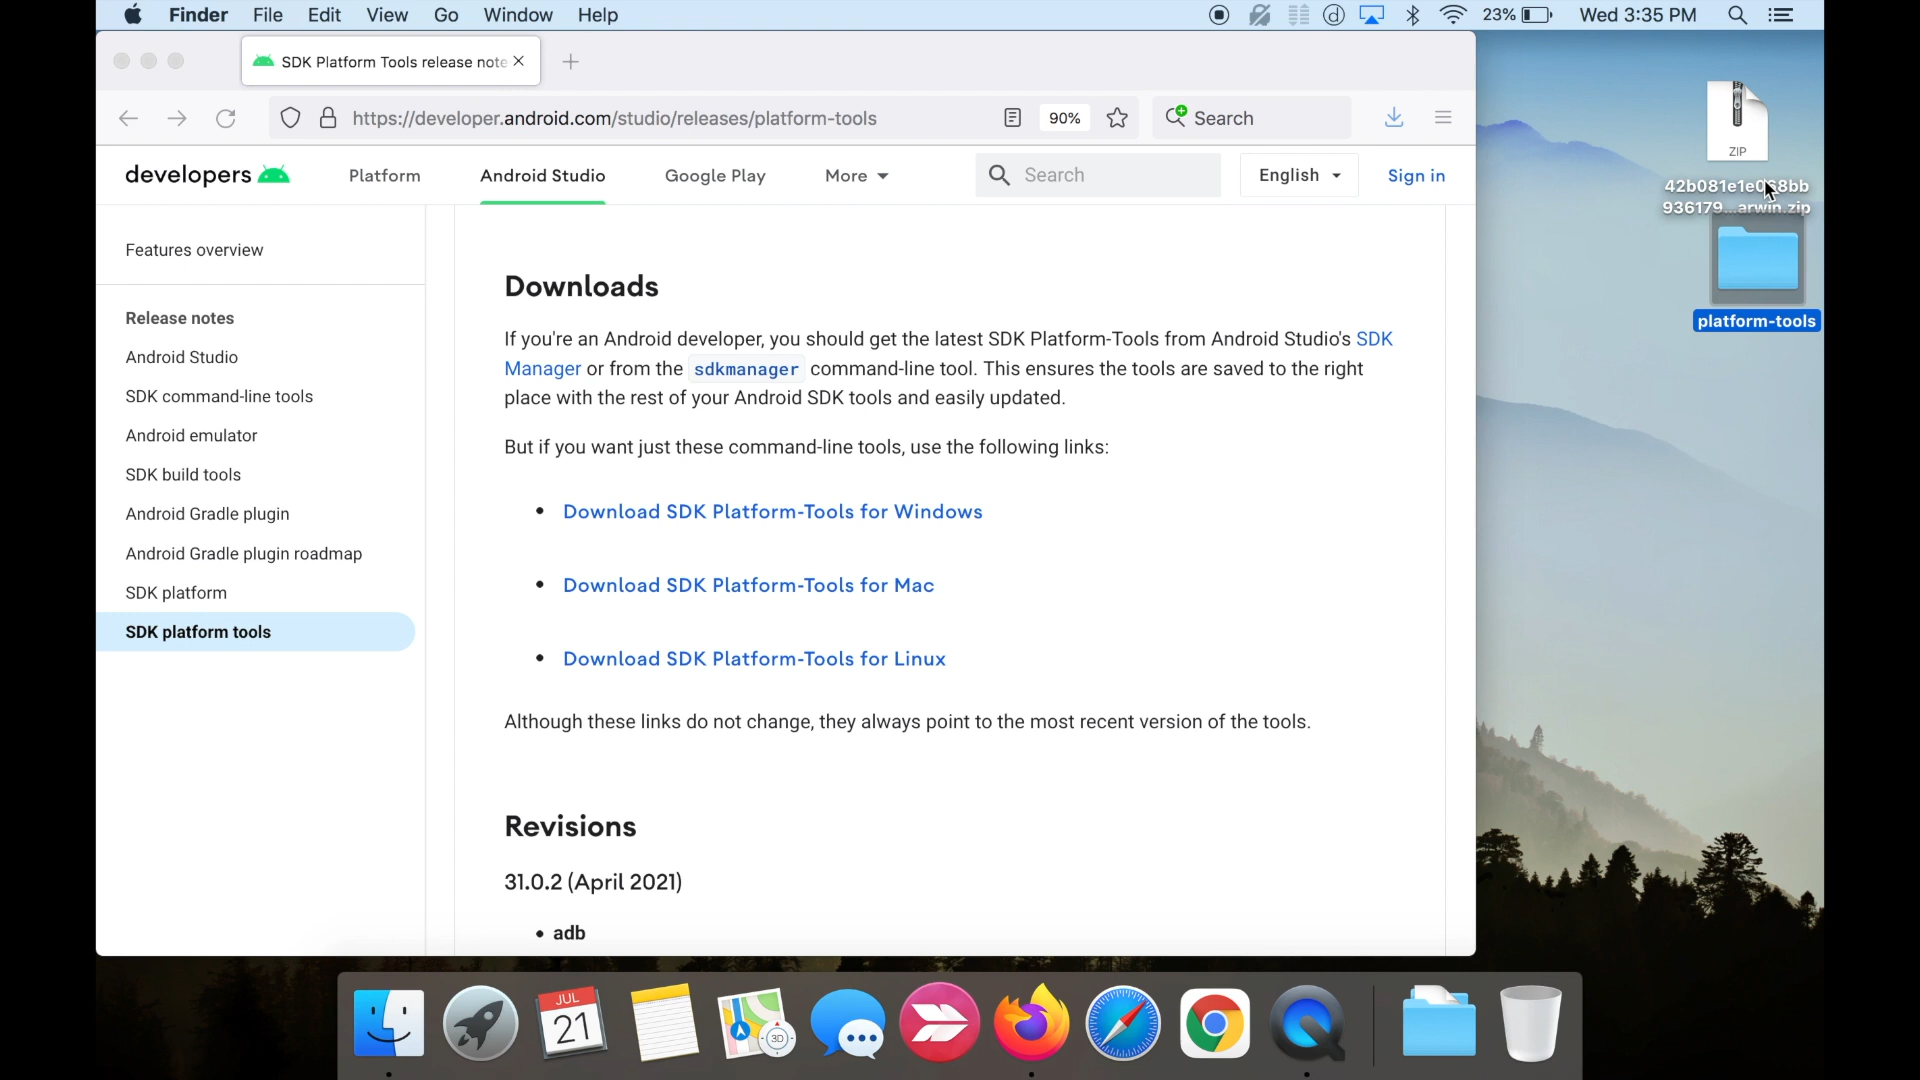 Finder File Edit View Go Window Help 23% Wed 3:35 PM
SDK Platform Tools release note
https://developer.android.com/studio/releases/platform-tools 90% Search
developers Platform Android Studio Google Play More Search English Sign in
Features overview
Release notes
Android Studio
SDK command-line tools
Android emulator
SDK build tools
Android Gradle plugin
Android Gradle plugin roadmap
SDK platform
SDK platform tools
Downloads
If you're an Android developer, you should get the latest SDK Platform-Tools from Android Studio's SDK
Manager or from the sdkmanager command-line tool. This ensures the tools are saved to the right
place with the rest of your Android SDK tools and easily updated.
But if you want just these command-line tools, use the following links:
• Download SDK Platform-Tools for Windows
• Download SDK Platform-Tools for Mac
• Download SDK Platform-Tools for Linux
Although these links do not change, they always point to the most recent version of the tools.
Revisions
31.0.2 (April 2021)
• adb
ZIP
42b081e1e068bb
936179...arwin.zip
platform-tools
JUL
21
3D